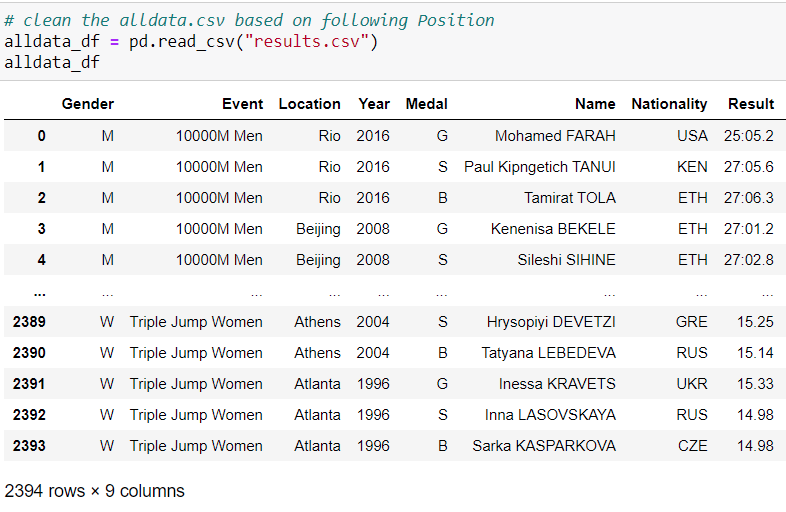 # clean the alldata.csv based on following Position
alldata_df = pd.read_csv("results.csv")
alldata_df
Gender Event Location Year Medal Name Nationality Result
0 M 10000M Men Rio 2016 G Mohamed FARAH USA 25:05.2
1 M 10000M Men Rio 2016 S Paul Kipngetich TANUI KEN 27:05.6
2 M 10000M Men Rio 2016 B Tamirat TOLA ETH 27:06.3
3 M 10000M Men Beijing 2008 G Kenenisa BEKELE ETH 27:01.2
4 M 10000M Men Beijing 2008 S Sileshi SIHINE ETH 27:02.8
... ... ... ... ... ... ... ... ...
2389 W Triple Jump Women Athens 2004 S Hrysopiyi DEVETZI GRE 15.25
2390 W Triple Jump Women Athens 2004 B Tatyana LEBEDEVA RUS 15.14
2391 W Triple Jump Women Atlanta 1996 G Inessa KRAVETS UKR 15.33
2392 W Triple Jump Women Atlanta 1996 S Inna LASOVSKAYA RUS 14.98
2393 W Triple Jump Women Atlanta 1996 B Sarka KASPARKOVA CZE 14.98
2394 rows × 9 columns